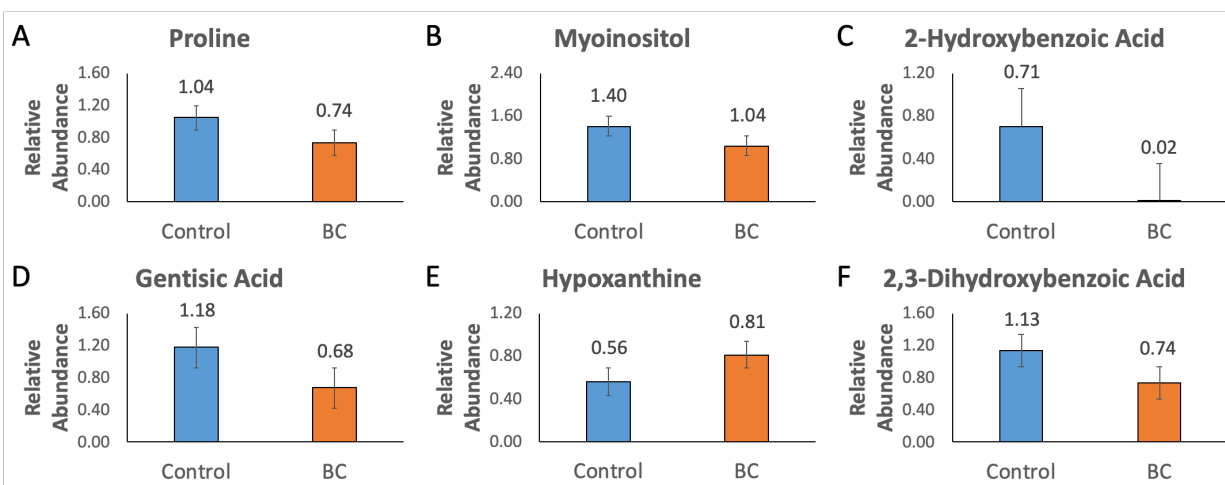 A
Proline
Relative
Abundance
1.60
1.20
0.80
0.40
0.00
1.04
0.74
Control
BC
B
Myoinositol
Relative
Abundance
2.40
1.60
0.80
0.00
1.40
1.04
Control
BC
C
2-Hydroxybenzoic Acid
Relative
Abundance
1.20
0.80
0.40
0.00
0.71
0.02
Control
BC
D
Gentisic Acid
Relative
Abundance
1.60
1.20
0.80
0.40
0.00
1.18
0.68
Control
BC
E
Hypoxanthine
Relative
Abundance
1.20
0.80
0.40
0.00
0.56
0.81
Control
BC
F
2,3-Dihydroxybenzoic Acid
Relative
Abundance
1.60
1.20
0.80
0.40
0.00
1.13
0.74
Control
BC